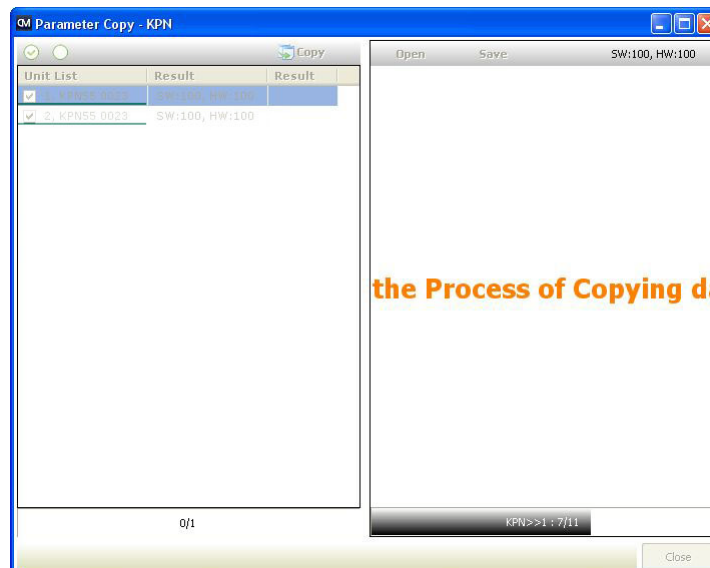 CM Parameter Copy - KPN
Copy
Open Save SW:100, HW:100
Unit List Result Result
1, KPN55 0023 SW:100, HW:100
2, KPN55 0023 SW:100, HW:100
the Process of Copying da
0/1
KPN>>1 : 7/11
Close